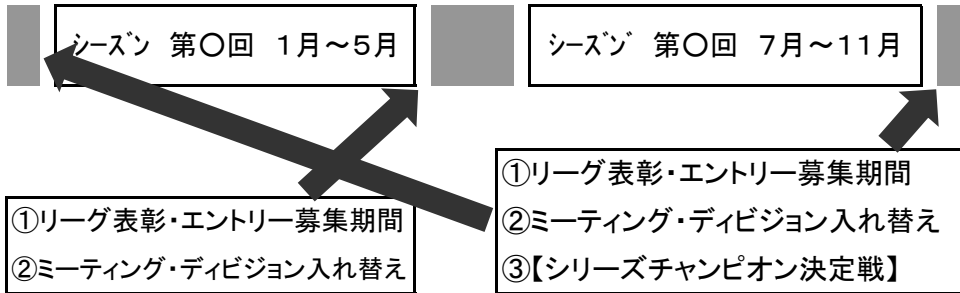 ｼｰｽﾞﾝ 第〇回 1月～5月
ｼｰｽﾞﾝﾞ 第〇回 7月～11月
①リーグ表彰・エントリー募集期間
②ミーティング・ディビジョン入れ替え
①リーグ表彰・エントリー募集期間
②ミーティング・ディビジョン入れ替え
③【シリーズチャンピオン決定戦】